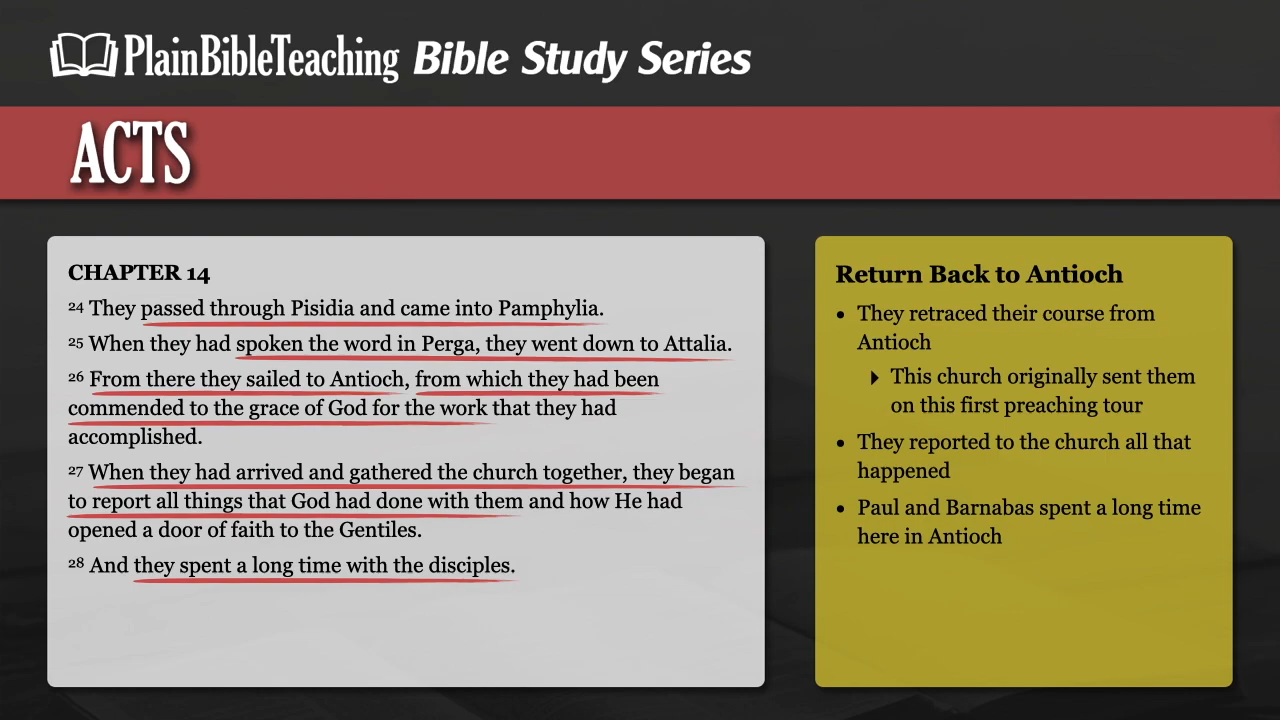 PlainBibleTeaching Bible Study Series
ACTS
CHAPTER 14
24 They passed through Pisidia and came into Pamphylia.
25 When they had spoken the word in Perga, they went down to Attalia.
26 From there they sailed to Antioch, from which they had been
commended to the grace of God for the work that they had
accomplished.
27 When they had arrived and gathered the church together, they began
to report all things that God had done with them and how He had
opened a door of faith to the Gentiles.
28 And they spent a long time with the disciples.
Return Back to Antioch
• They retraced their course from
Antioch
▸ This church originally sent them
on this first preaching tour
• They reported to the church all that
happened
• Paul and Barnabas spent a long time
here in Antioch